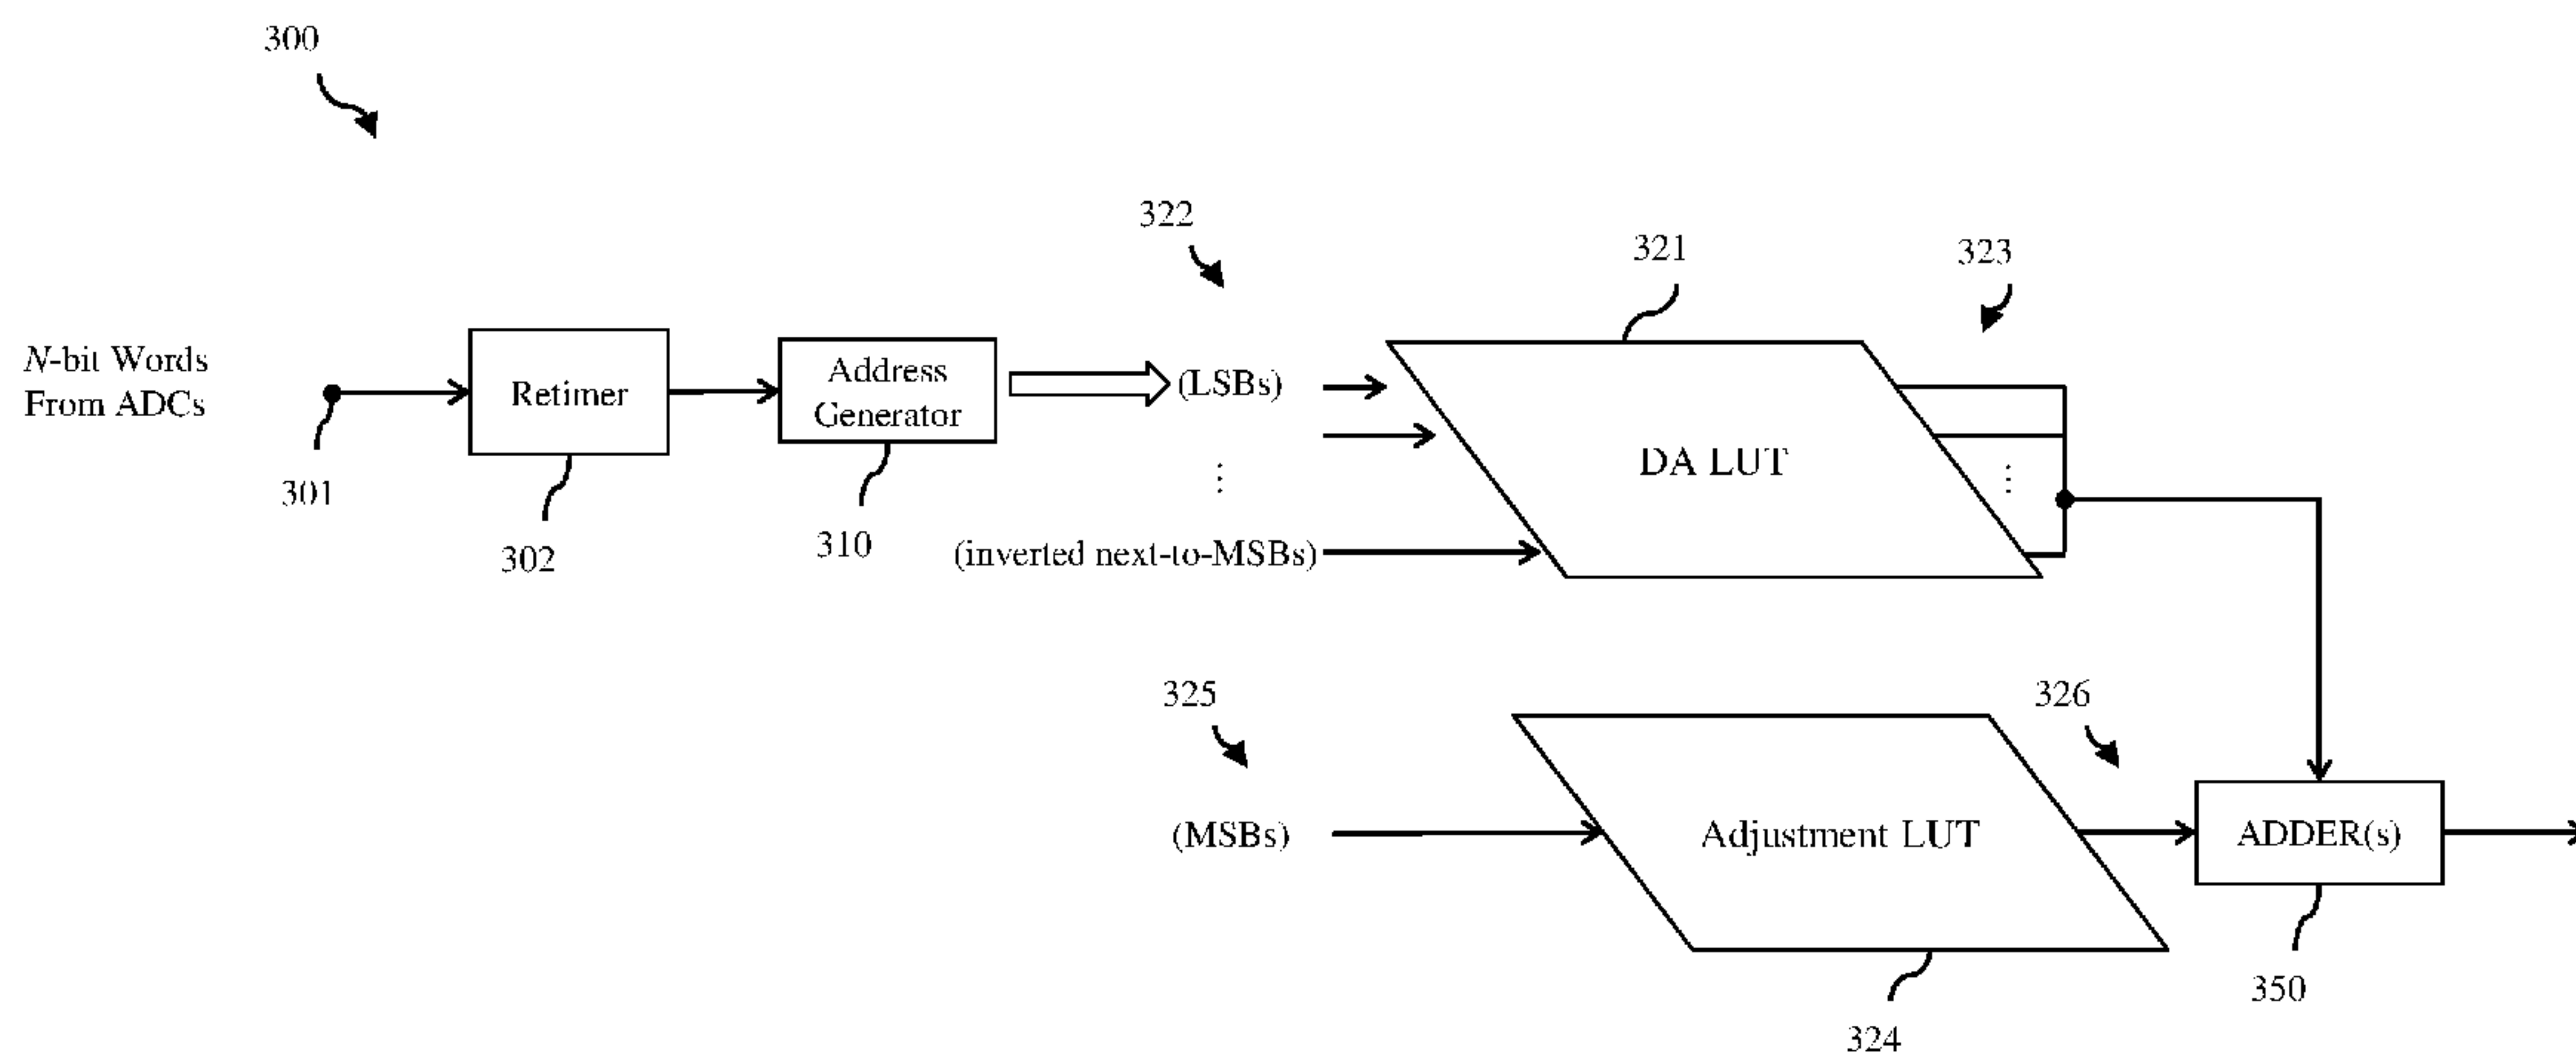 300
322
321
323
N-bit Words
From ADCs
Retimer
Address
Generator
(LSBs)
DA LUT
301
302
310
⋮
⋮
(inverted next-to-MSBs)
325
326
(MSBs)
Adjustment LUT
ADDER(s)
350
324